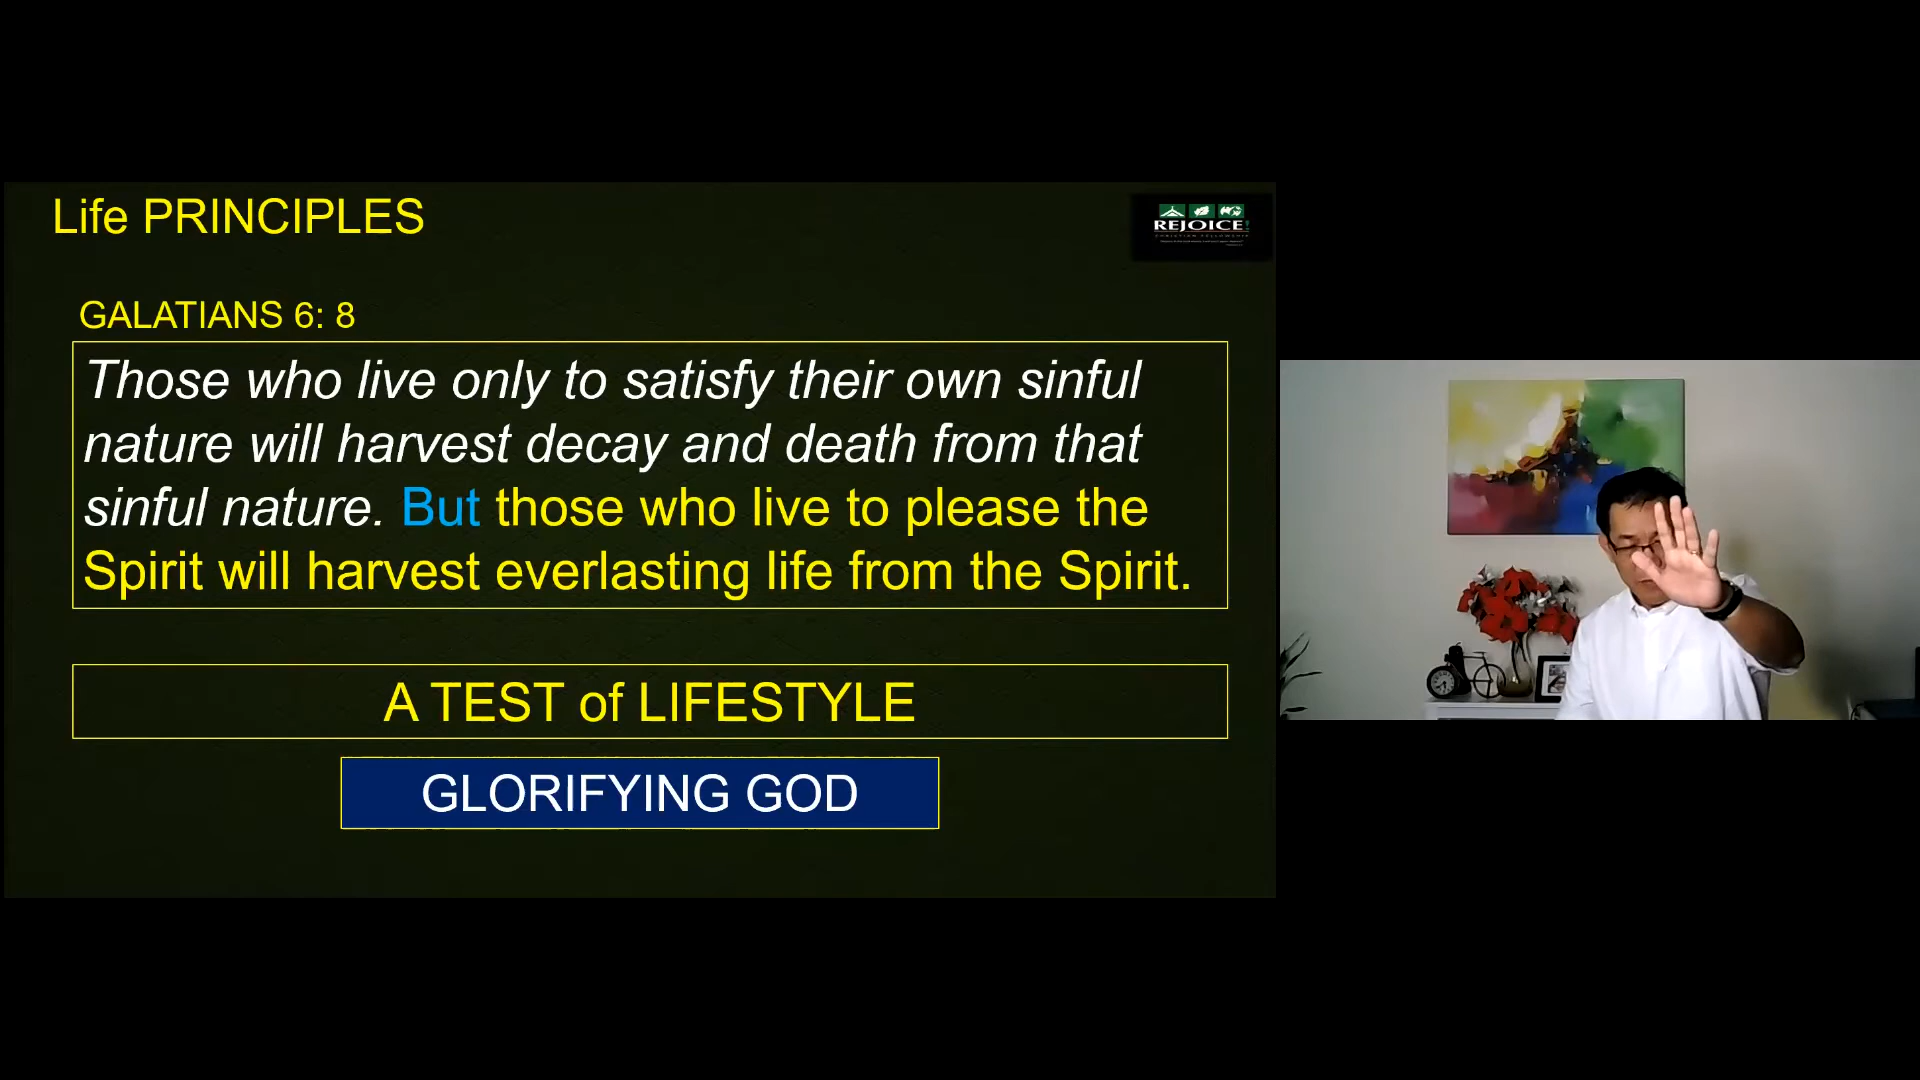 Life PRINCIPLES
REJOICE!
CHRISTIAN FELLOWSHIP
GALATIANS 6: 8
Those who live only to satisfy their own sinful
nature will harvest decay and death from that
sinful nature. But those who live to please the
Spirit will harvest everlasting life from the Spirit.
A TEST of LIFESTYLE
GLORIFYING GOD